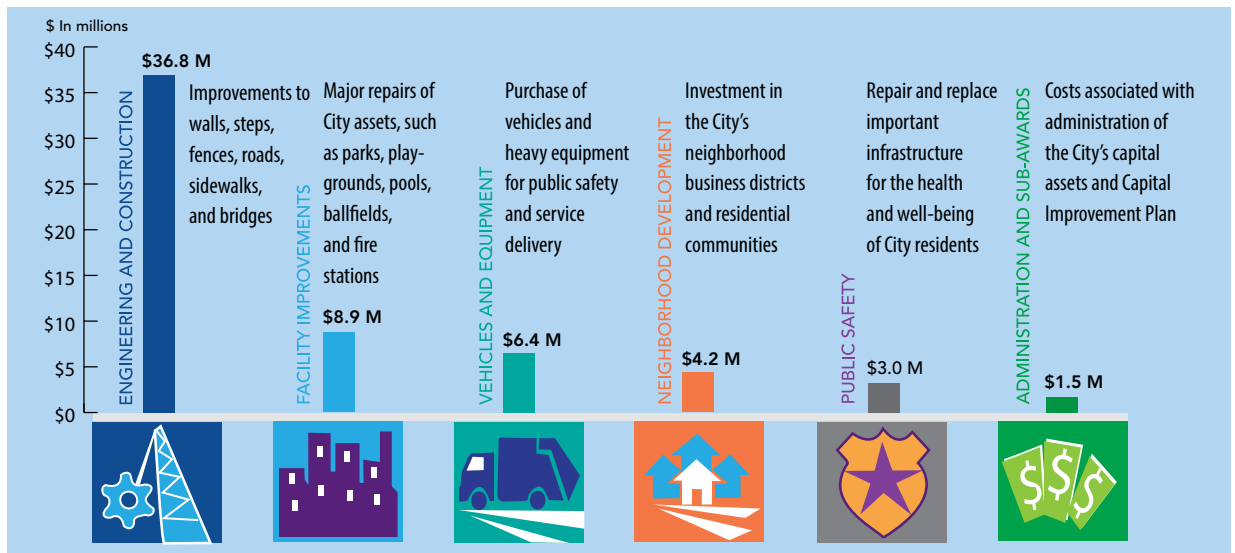 $ In millions
$40
$35
$30
$25
$20
$15
$10
$5
$0
ENGINEERING AND CONSTRUCTION
$36.8 M
Improvements to
walls, steps,
fences, roads,
sidewalks,
and bridges
FACILITY IMPROVEMENTS
Major repairs of
City assets, such
as parks, play-
grounds, pools,
ballfields,
and fire
stations
$8.9 M
VEHICLES AND EQUIPMENT
Purchase of
vehicles and
heavy equipment
for public safety
and service
delivery
$6.4 M
NEIGHBORHOOD DEVELOPMENT
Investment in
the City's
neighborhood
business districts
and residential
communities
$4.2 M
PUBLIC SAFETY
Repair and replace
important
infrastructure
for the health
and well-being
of City residents
$3.0 M
ADMINISTRATION AND SUB-AWARDS
Costs associated with
administration of
the City's capital
assets and Capital
Improvement Plan
$1.5 M
$
$
$